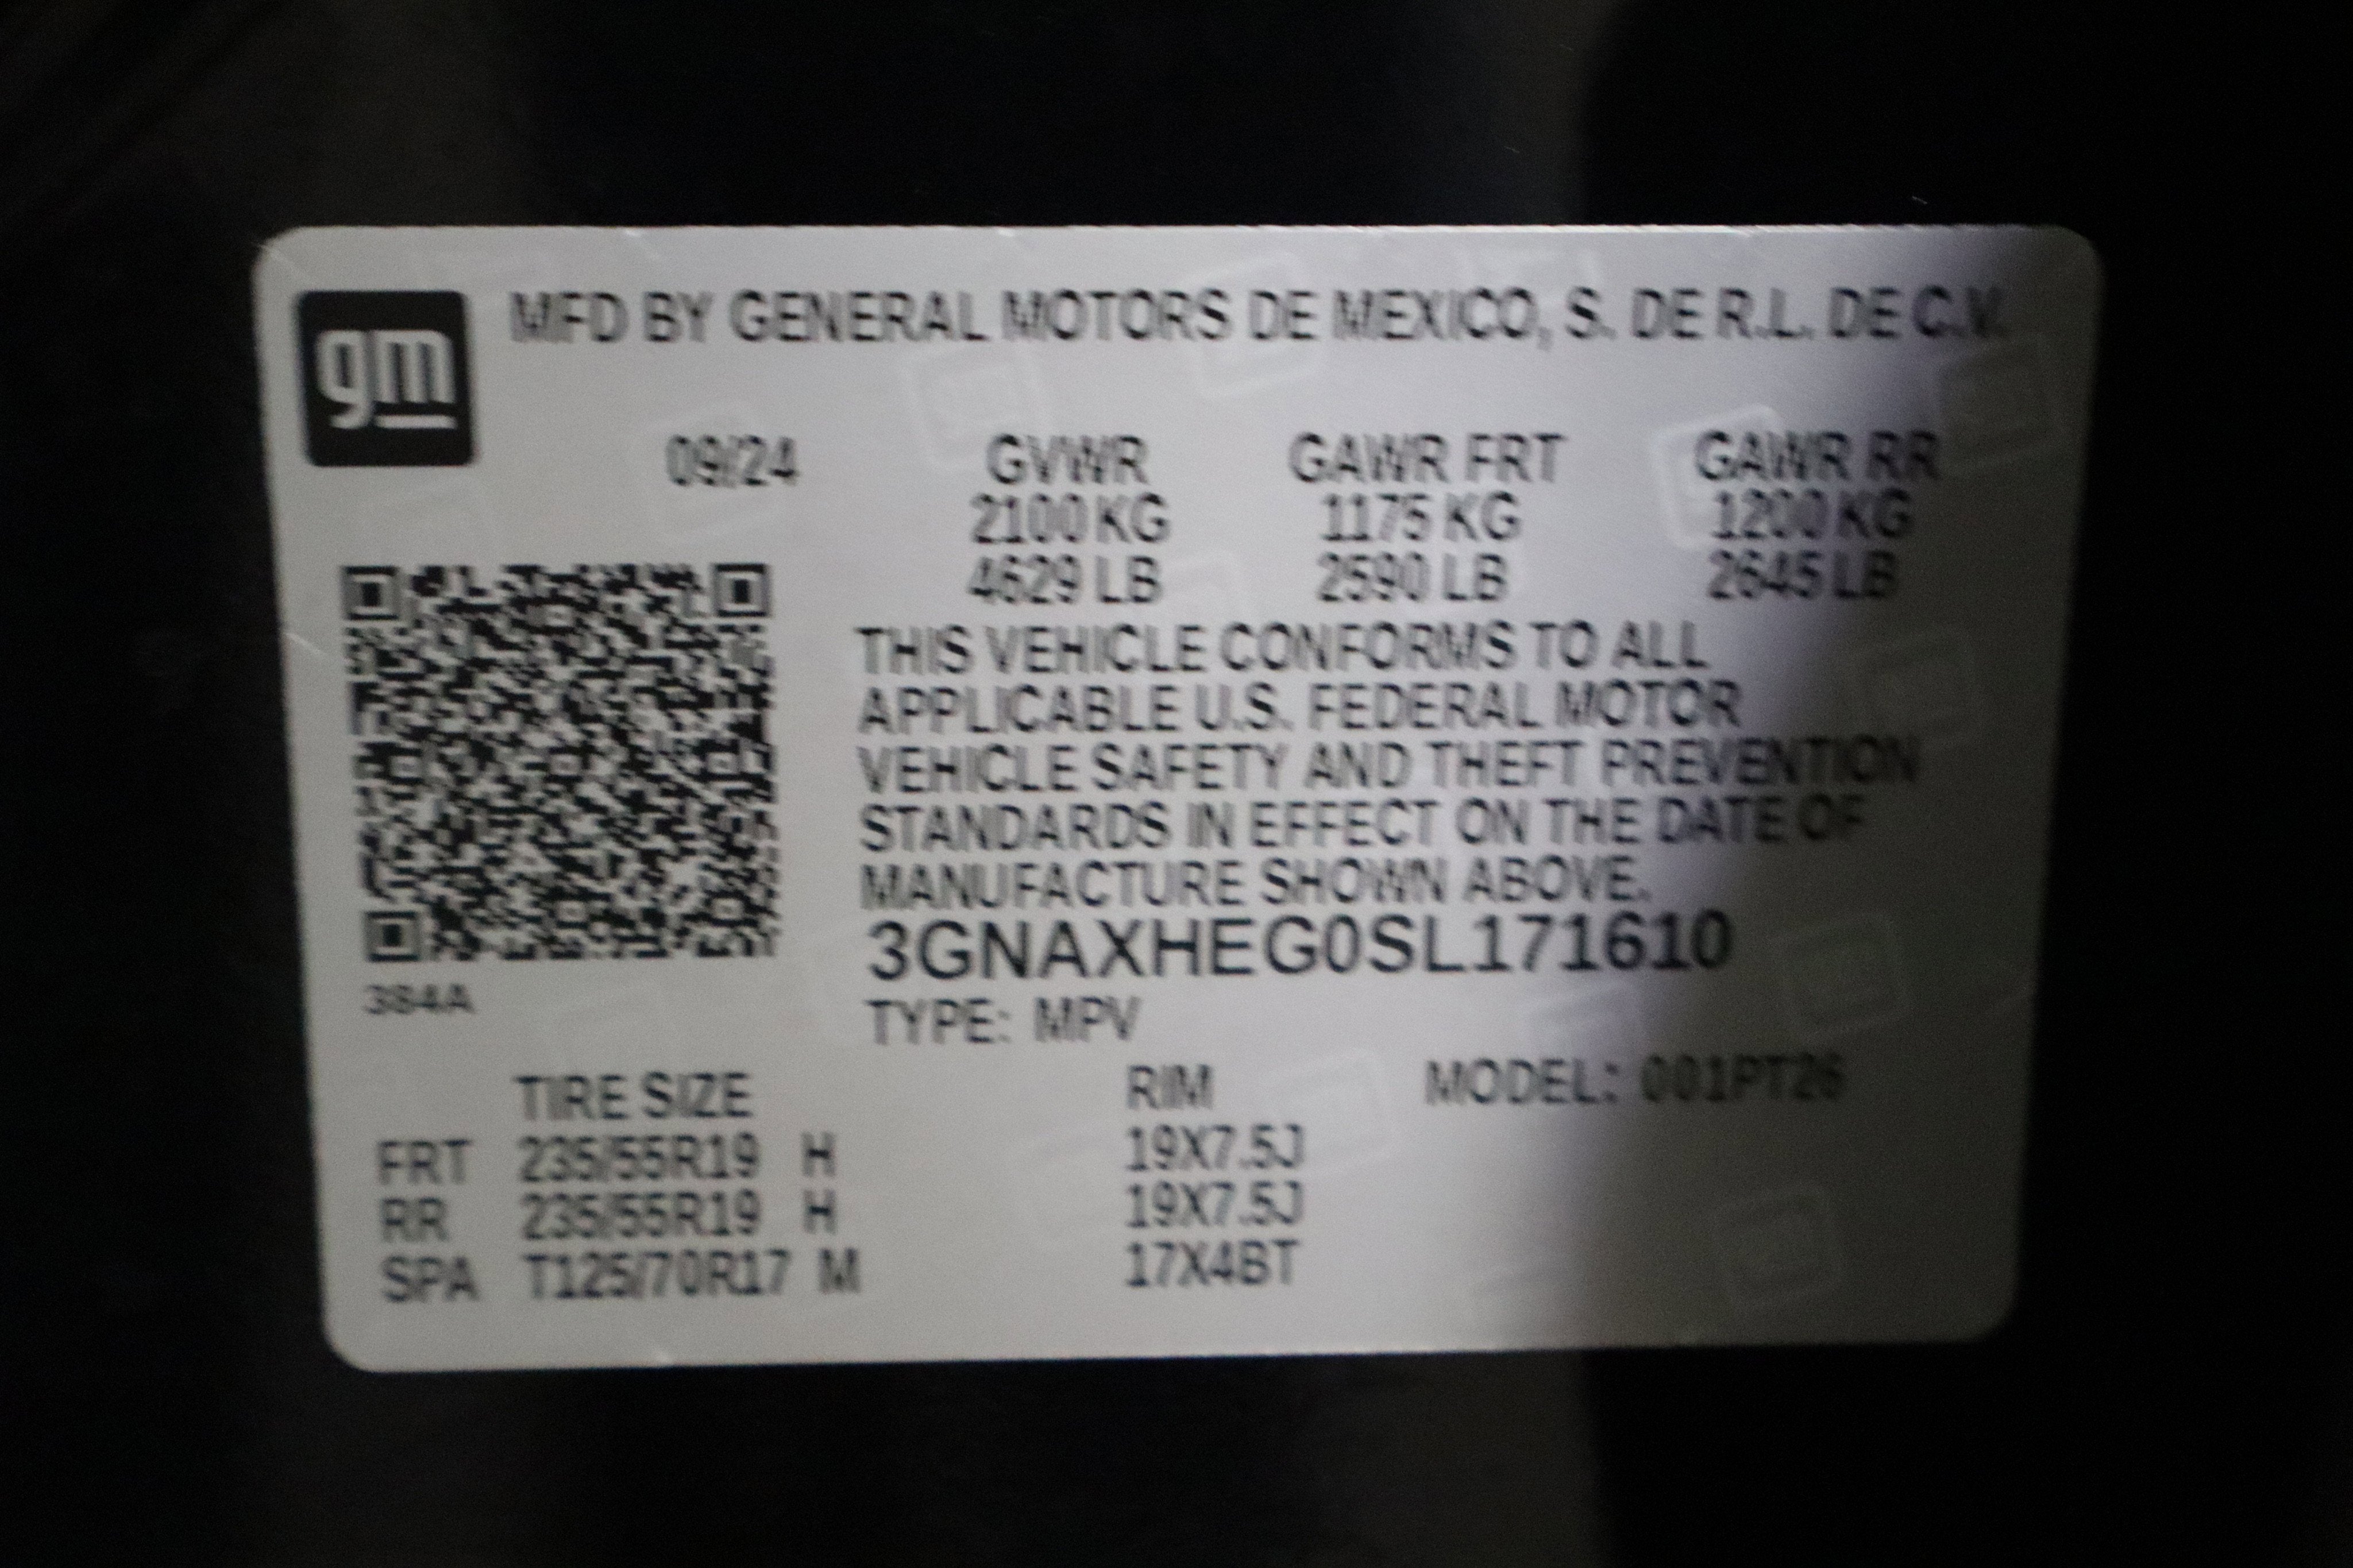 gm
MFD BY GENERAL MOTORS DE MEXICO, S. DE R.L. DE C.V.
09/24 GVWR GAWR FRT GAWR RR
2100 KG 1175 KG 1200 KG
4629 LB 2590 LB 2645 LB
THIS VEHICLE CONFORMS TO ALL
APPLICABLE U.S. FEDERAL MOTOR
VEHICLE SAFETY AND THEFT PREVENTION
STANDARDS IN EFFECT ON THE DATE OF
MANUFACTURE SHOWN ABOVE.
3GNAXHEG0SL171610
384A
TYPE: MPV
TIRE SIZE RIM MODEL: 001PT26
FRT 235/55R19 H 19X7.5J
RR 235/55R19 H 19X7.5J
SPA T125/70R17 M 17X4BT